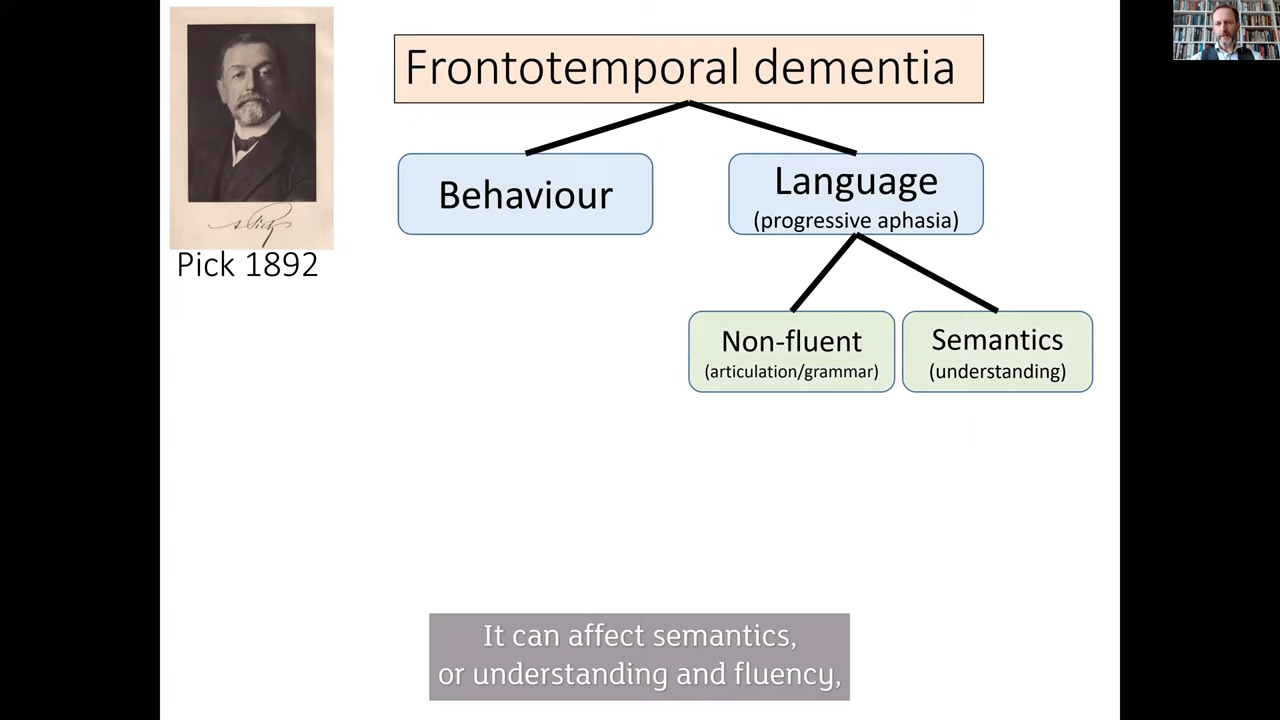 Frontotemporal dementia
Behaviour
Language
(progressive aphasia)
Pick 1892
Non-fluent
(articulation/grammar)
Semantics
(understanding)
It can affect semantics,
or understanding and fluency,